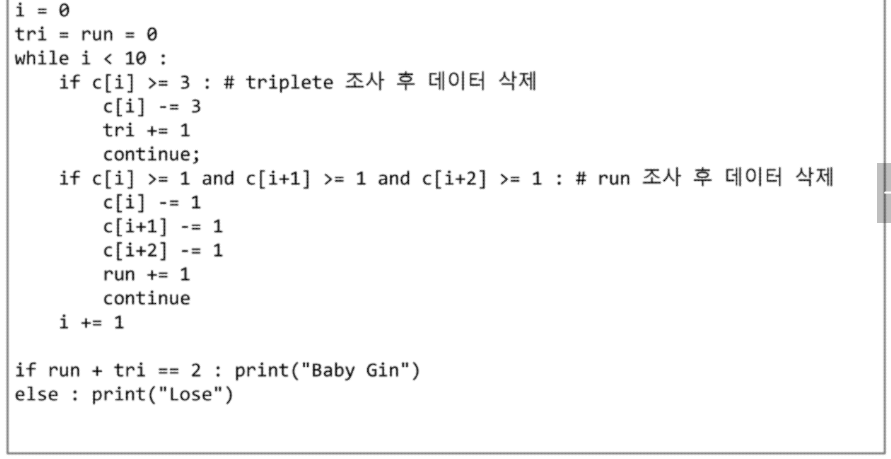 i = 0
tri = run = 0
while i < 10 :
    if c[i] >= 3 : # triplete 조사 후 데이터 삭제
        c[i] -= 3
        tri += 1
        continue;
    if c[i] >= 1 and c[i+1] >= 1 and c[i+2] >= 1 : # run 조사 후 데이터 삭제
        c[i] -= 1
        c[i+1] -= 1
        c[i+2] -= 1
        run += 1
        continue
    i += 1

if run + tri == 2 : print("Baby Gin")
else : print("Lose")